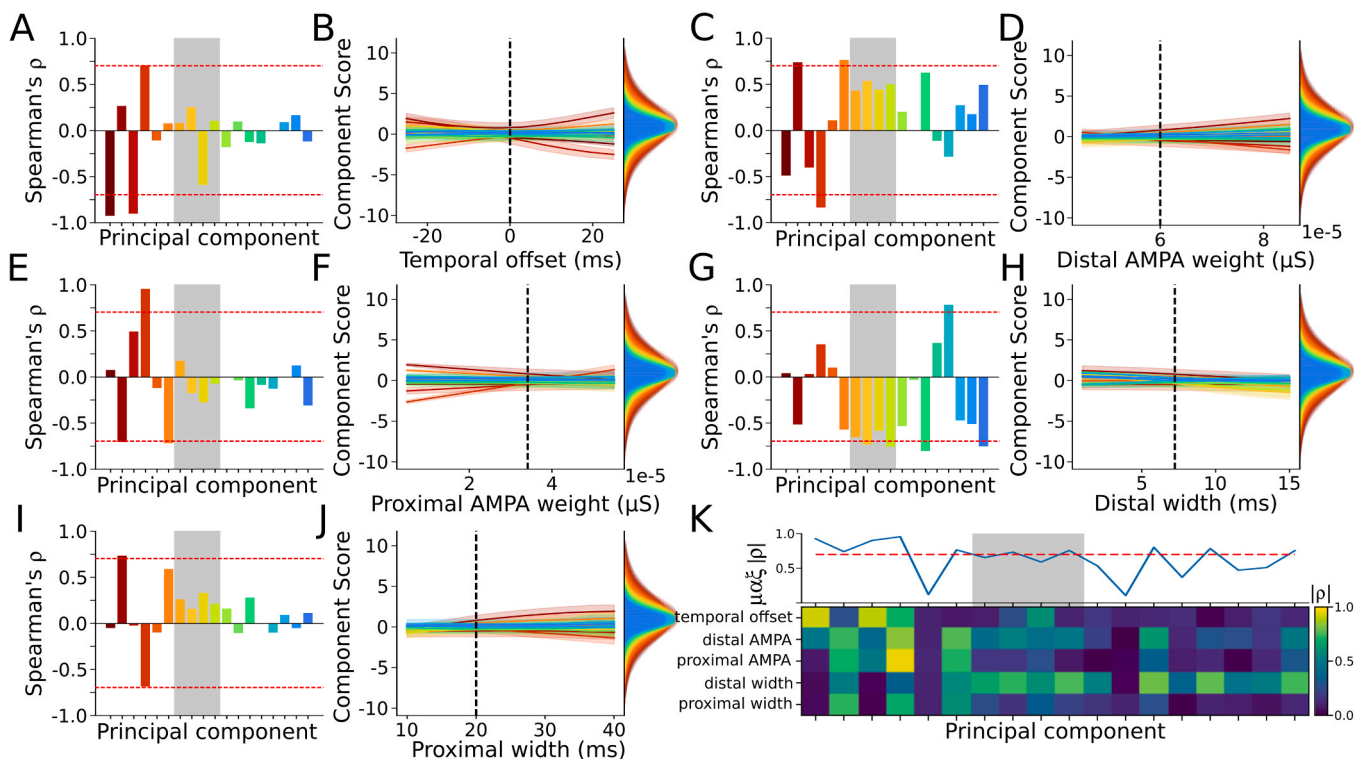 A
B
C
D
Spearman's ρ
1.0
0.5
0.0
-0.5
-1.0
Principal component
Component Score
10
5
0
-5
-10
-20
0
20
Temporal offset (ms)
Spearman's ρ
1.0
0.5
0.0
-0.5
-1.0
Principal component
Component Score
10
5
0
-5
-10
6
8
1e-5
Distal AMPA weight (μS)
E
F
G
H
Spearman's ρ
1.0
0.5
0.0
-0.5
-1.0
Principal component
Component Score
10
5
0
-5
-10
2
4
1e-5
Proximal AMPA weight (μS)
Spearman's ρ
1.0
0.5
0.0
-0.5
-1.0
Principal component
Component Score
10
5
0
-5
-10
5
10
15
Distal width (ms)
I
J
K
Spearman's ρ
1.0
0.5
0.0
-0.5
-1.0
Principal component
Component Score
10
5
0
-5
-10
10
20
30
40
Proximal width (ms)
μαξ |ρ|
1.0
0.5
temporal offset
distal AMPA
proximal AMPA
distal width
proximal width
Principal component
|ρ|
1.0
0.5
0.0